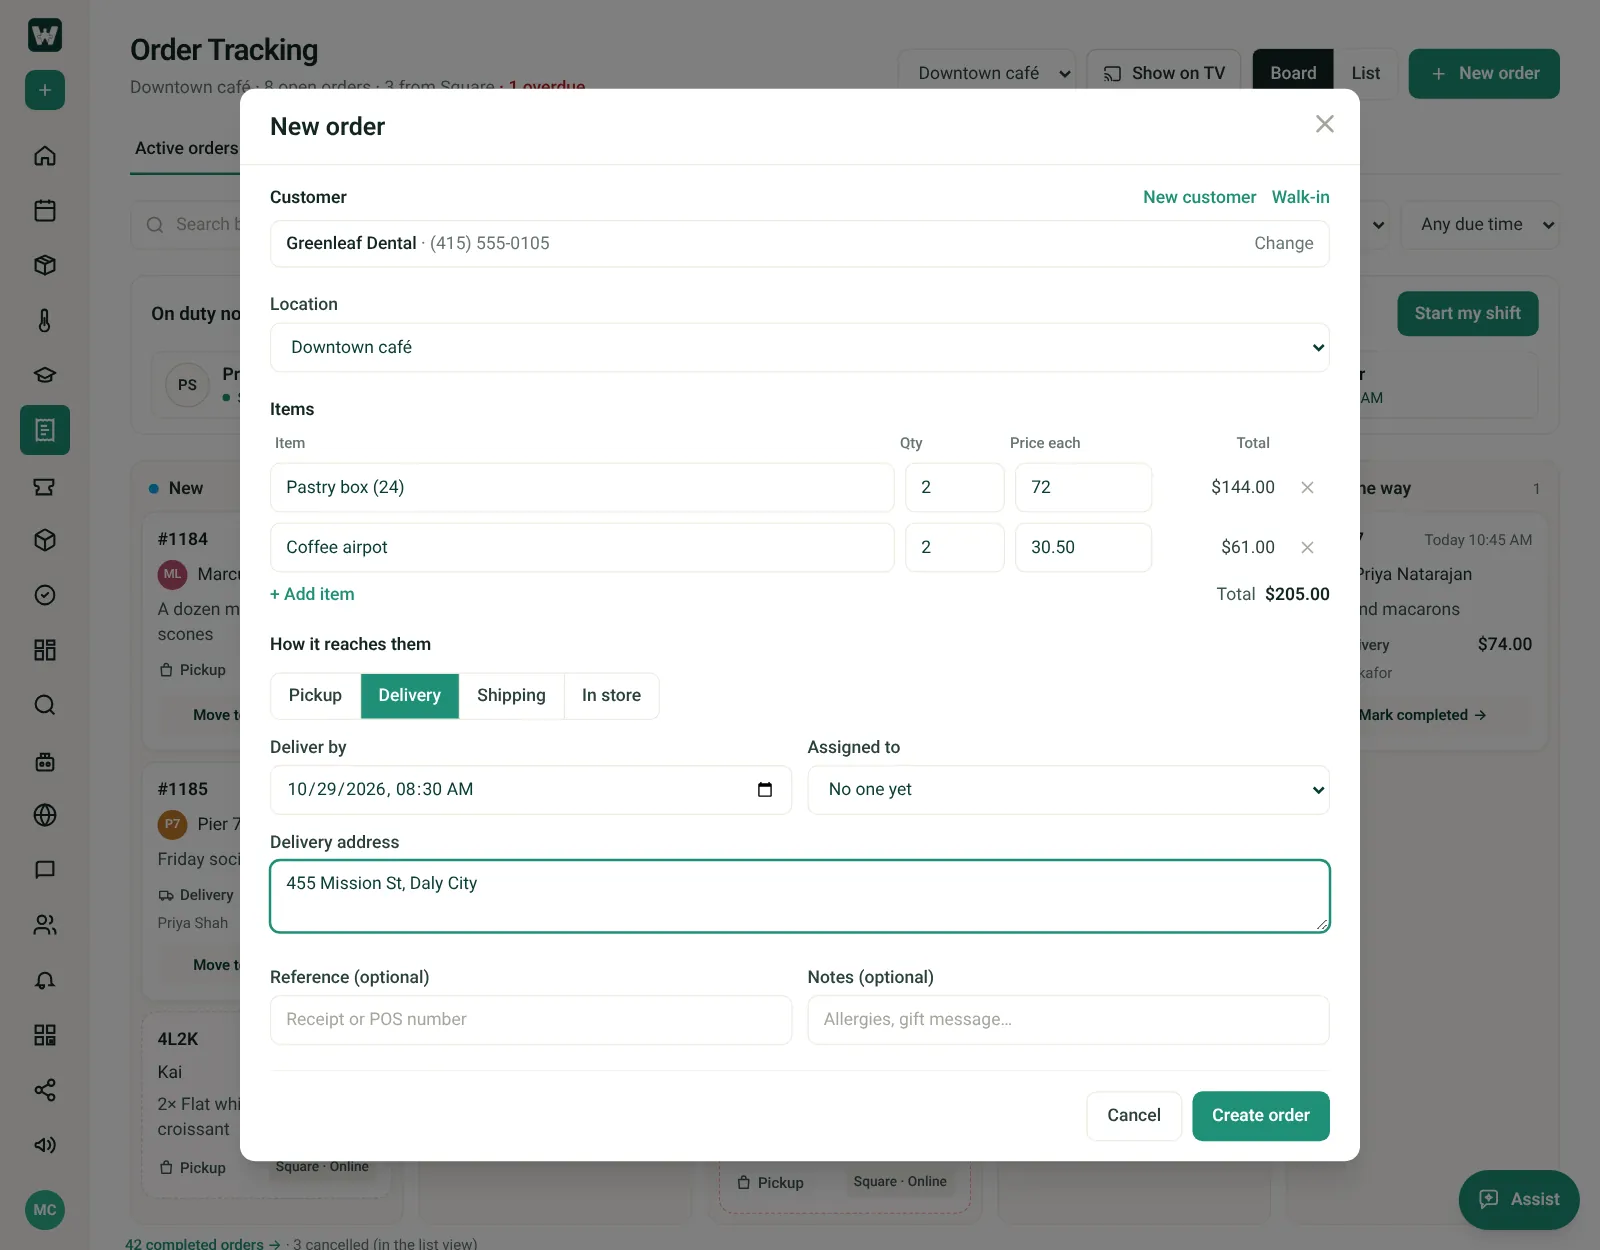 W
Order Tracking
Downtown café · 8 open orders · 3 from Square · 1 overdue
Downtown café
Show on TV
Board
List
+ New order
Active orders
Search
Any due time
On duty
Start my shift
PS
AM
New order
Customer
New customer
Walk-in
Greenleaf Dental · (415) 555-0105
Change
Location
Downtown café
Items
Item
Qty
Price each
Total
Pastry box (24)
2
72
$144.00
Coffee airpot
2
30.50
$61.00
+ Add item
Total $205.00
How it reaches them
Pickup
Delivery
Shipping
In store
Deliver by
Assigned to
10/29/2026, 08:30 AM
No one yet
Delivery address
455 Mission St, Daly City
Reference (optional)
Notes (optional)
Receipt or POS number
Allergies, gift message…
Cancel
Create order
New
#1184
ML
A dozen
scones
Pickup
Move
#1185
P7
Pier 7
Friday
Delivery
Priya Shah
Move
4L2K
Kai
2× Flat
croissant
Pickup
Square · Online
Pickup
Square · Online
way
1
Today 10:45 AM
Priya Natarajan
macarons
$74.00
Mark completed →
MC
Assist
42 completed orders → · 3 cancelled (in the list view)